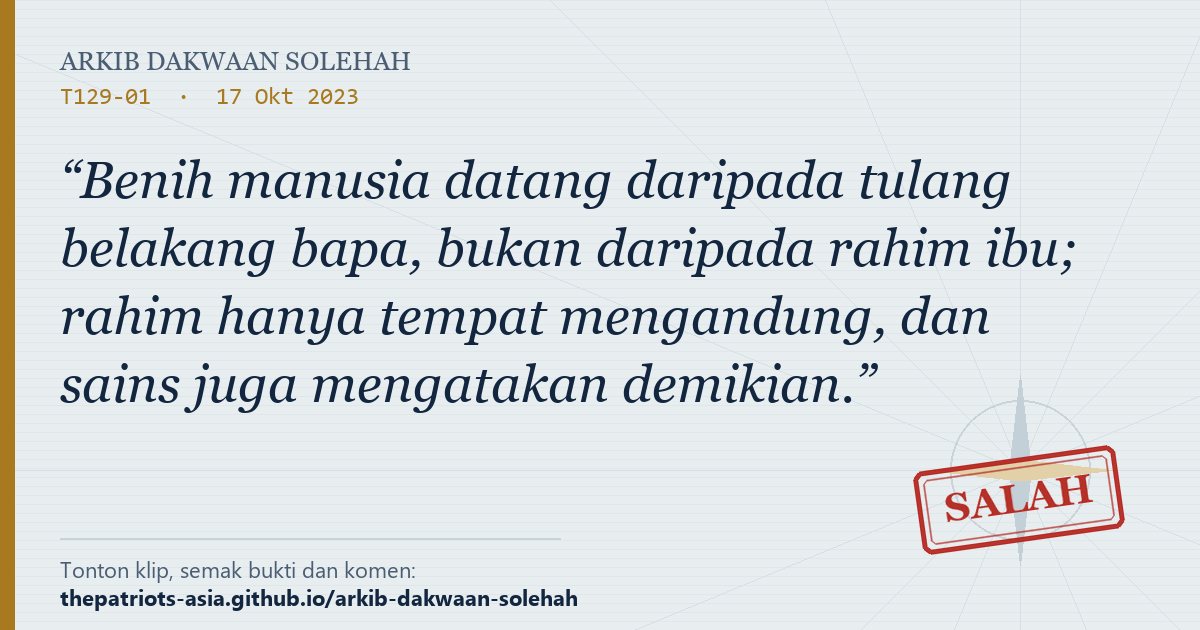 ARKIB DAKWAAN SOLEHAH
T129-01 · 17 Okt 2023
“Benih manusia datang daripada tulang
belakang bapa, bukan daripada rahim ibu;
rahim hanya tempat mengandung, dan
sains juga mengatakan demikian.”
SALAH
Tonton klip, semak bukti dan komen:
thepatriots-asia.github.io/arkib-dakwaan-solehah